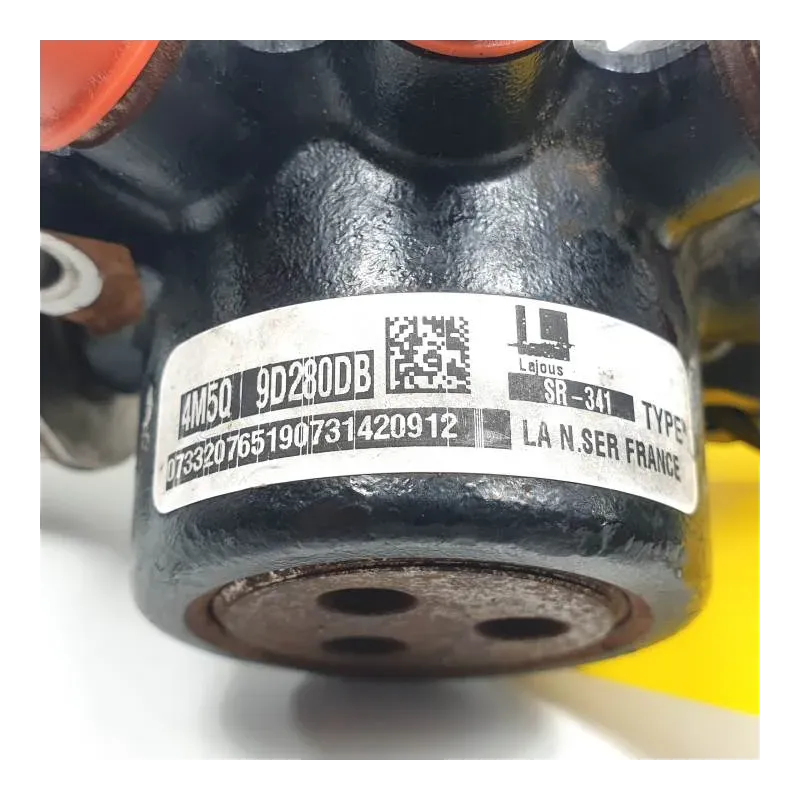 4M5Q 9D280DB
07332076519073142091​2
Lajous
SR-341 TYPE
LA N.SER FRANCE